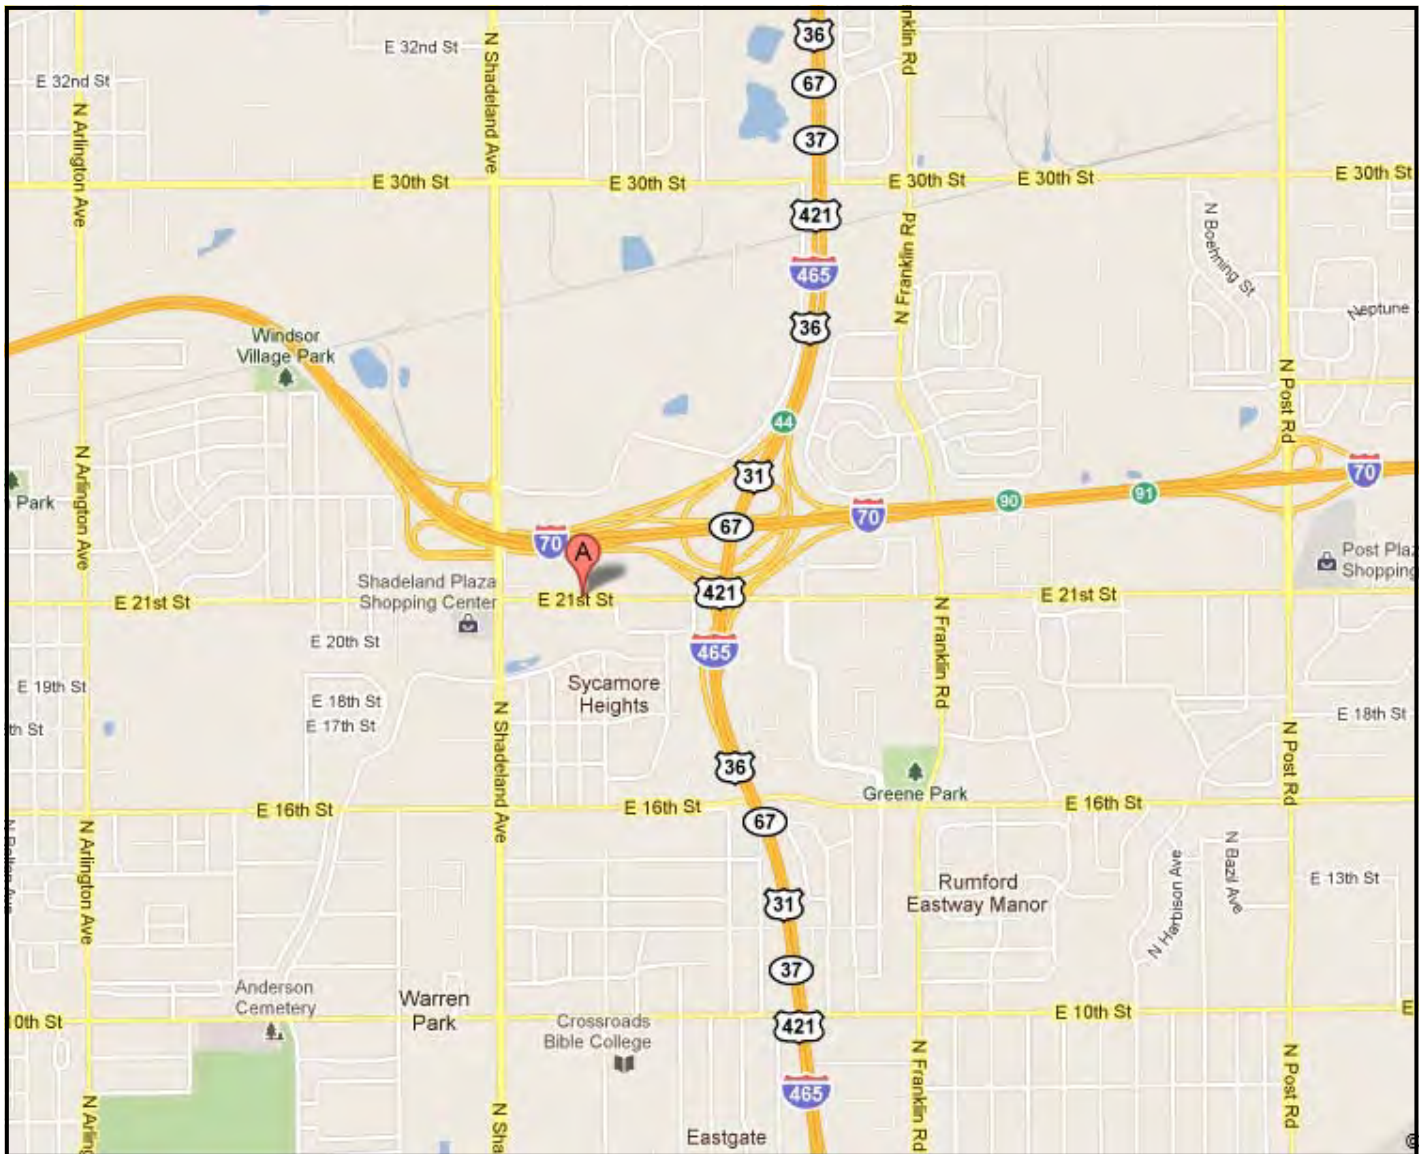 36
nklin Rd
E 32nd St
N Shadeland Ave
E 32nd St
67
N Arlington Ave
37
E 30th St
E 30th St
E 30th St
E 30th St
E 30th St
421
N Boehning St
N Franklin Rd
465
36
Neptune
Windsor
Village Park
N Post Rd
44
N Arlington Ave
31
70
Park
90
91
70
67
70
A
Post Plaz
Shopping
Shadeland Plaza
Shopping Center
421
E 21st St
E 21st St
E 21st St
N Franklin Rd
E 20th St
465
E 19th St
Sycamore
Heights
E 18th St
E 18th St
th St
E 17th St
N Shadeland Ave
N Post Rd
36
Greene Park
E 16th St
E 16th St
E 16th St
67
N Arlington Ave
N Bazil Ave
N Harbison Ave
Rumford
Eastway Manor
E 13th St
31
37
Anderson
Cemetery
Warren
Park
10th St
Crossroads
Bible College
421
E 10th St
E
N Franklin Rd
N Post Rd
465
N Arling
N Sha
Eastgate
©